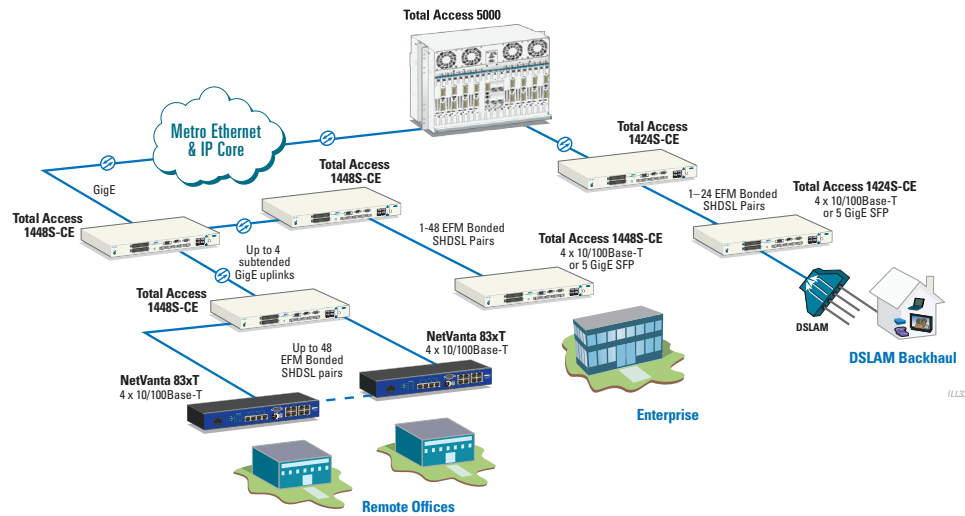 Total Access 5000
Metro Ethernet
& IP Core
Total Access
1424S-CE
Total Access
1448S-CE
GigE
1–24 EFM Bonded
SHDSL Pairs
Total Access 1424S-CE
4 x 10/100Base-T
or 5 GigE SFP
Total Access
1448S-CE
1-48 EFM Bonded
SHDSL Pairs
Up to 4
subtended
GigE uplinks
Total Access 1448S-CE
4 x 10/100Base-T
or 5 GigE SFP
Total Access
1448S-CE
DSLAM
DSLAM Backhaul
Up to 48
EFM Bonded
SHDSL pairs
NetVanta 83xT
4 x 10/100Base-T
NetVanta 83xT
4 x 10/100Base-T
Enterprise
Remote Offices